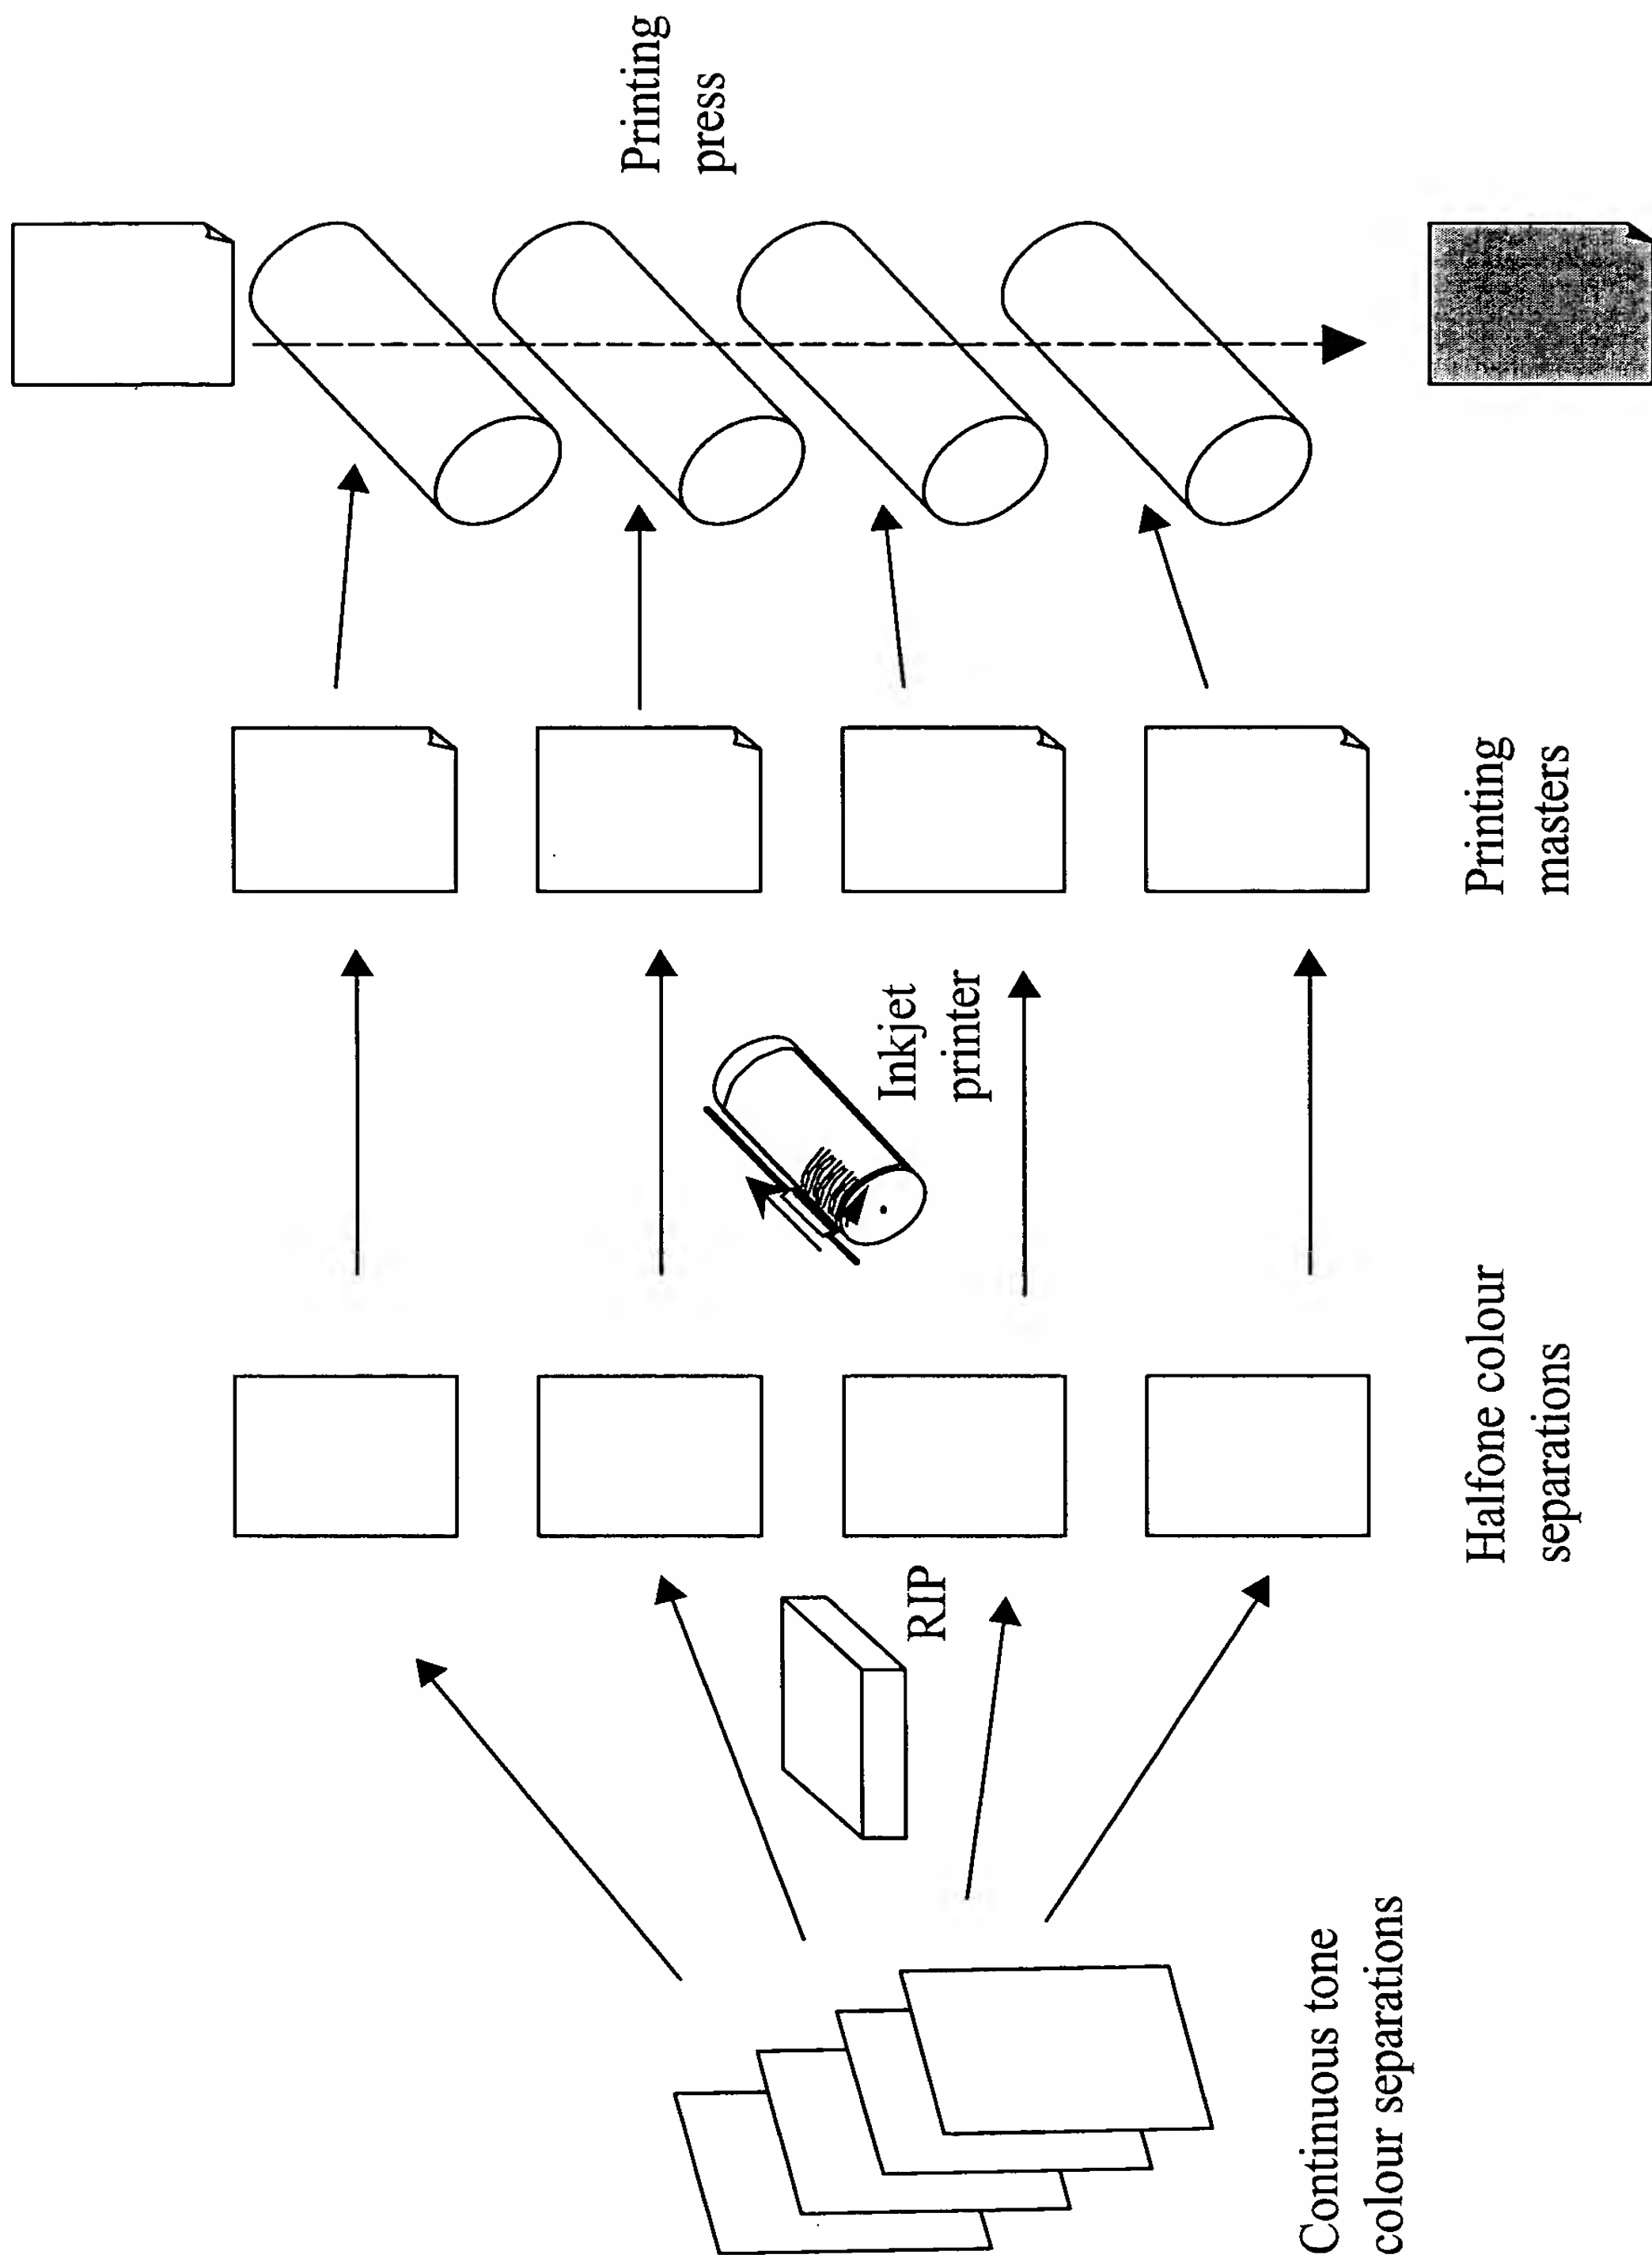 Continuous tone
colour separations
RIP
Halfone colour
separations
Inkjet
printer
Printing
masters
Printing
press